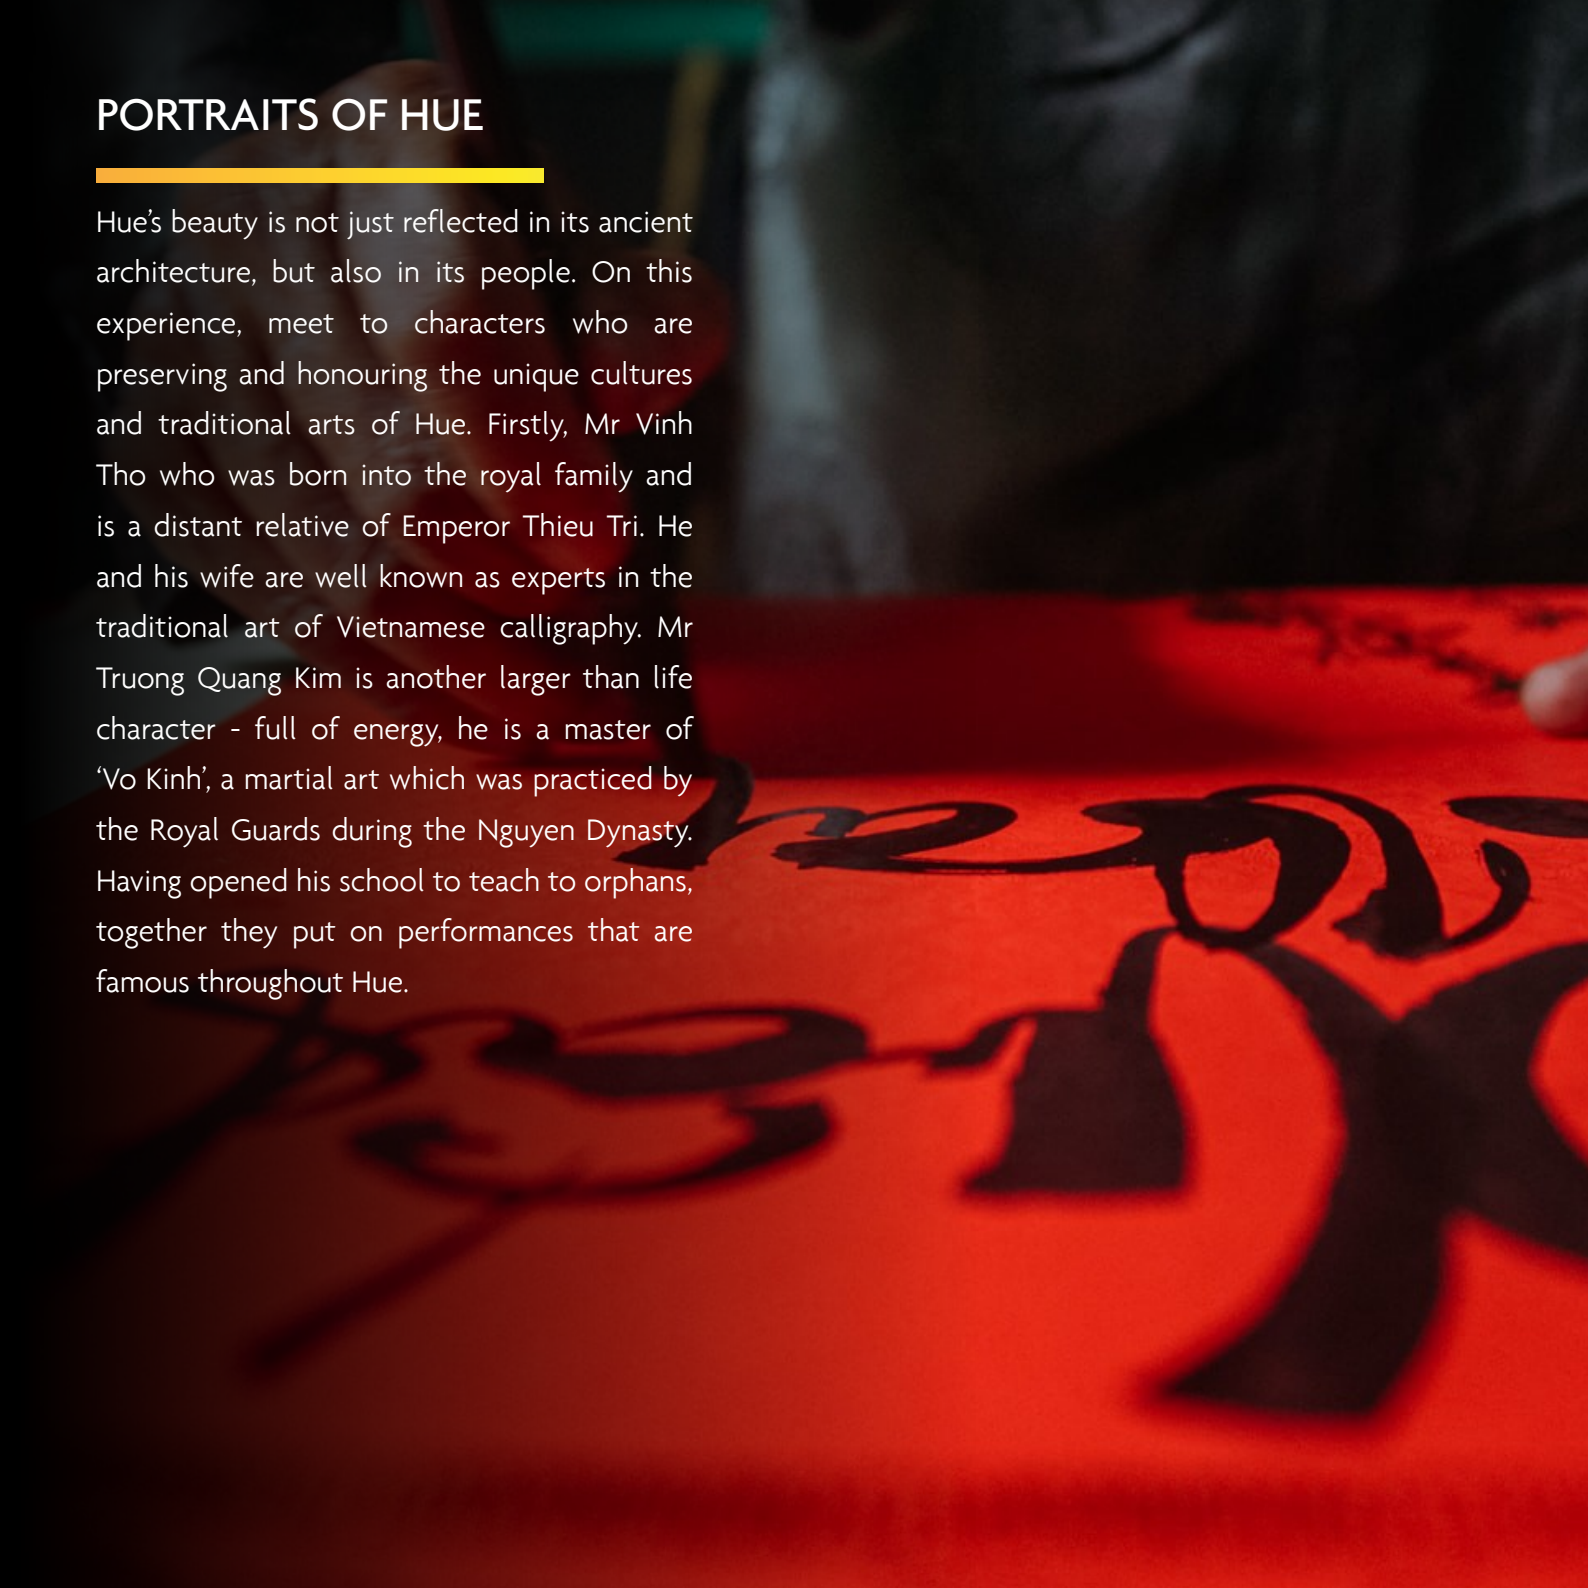 PORTRAITS OF HUE
Hue’s beauty is not just reflected in its ancient
architecture, but also in its people. On this
experience, meet to characters who are
preserving and honouring the unique cultures
and traditional arts of Hue. Firstly, Mr Vinh
Tho who was born into the royal family and
is a distant relative of Emperor Thieu Tri. He
and his wife are well known as experts in the
traditional art of Vietnamese calligraphy. Mr
Truong Quang Kim is another larger than life
character - full of energy, he is a master of
‘Vo Kinh’, a martial art which was practiced by
the Royal Guards during the Nguyen Dynasty.
Having opened his school to teach to orphans,
together they put on performances that are
famous throughout Hue.